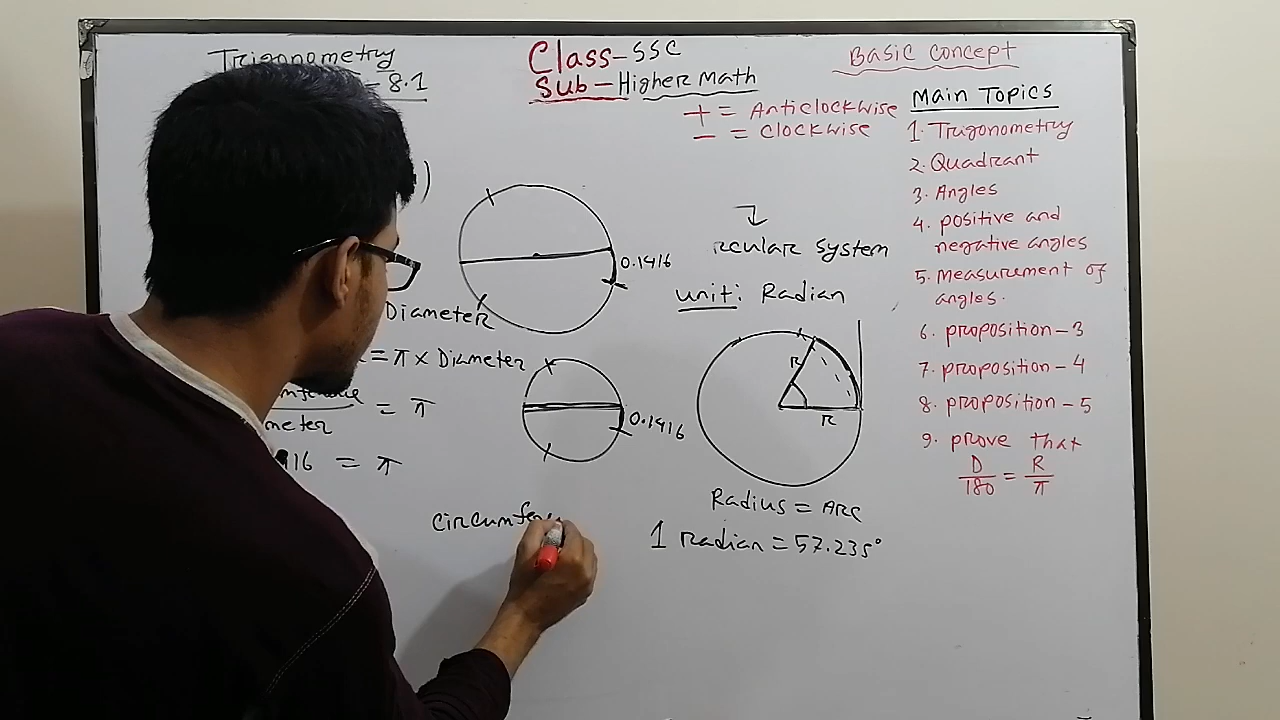 Trigonometry
= 8.1
Class-SSC
Sub-Higher Math
Basic Concept
+ = Anticlockwise
- = Clockwise
Main Topics
1. Trigonometry
2. Quadrant
3. Angles
4. positive and
negative angles
5. Measurement of
angles.
6. proposition-3
7. proposition-4
8. proposition-5
9. prove that
D/180 = R/π
)
0.1416
Diameter
= π × Diameter
= π
meter
916 = π
0.1416
rcular system
unit: Radian
R
R
Radius = Arc
1 radian = 57.235°
circumfer